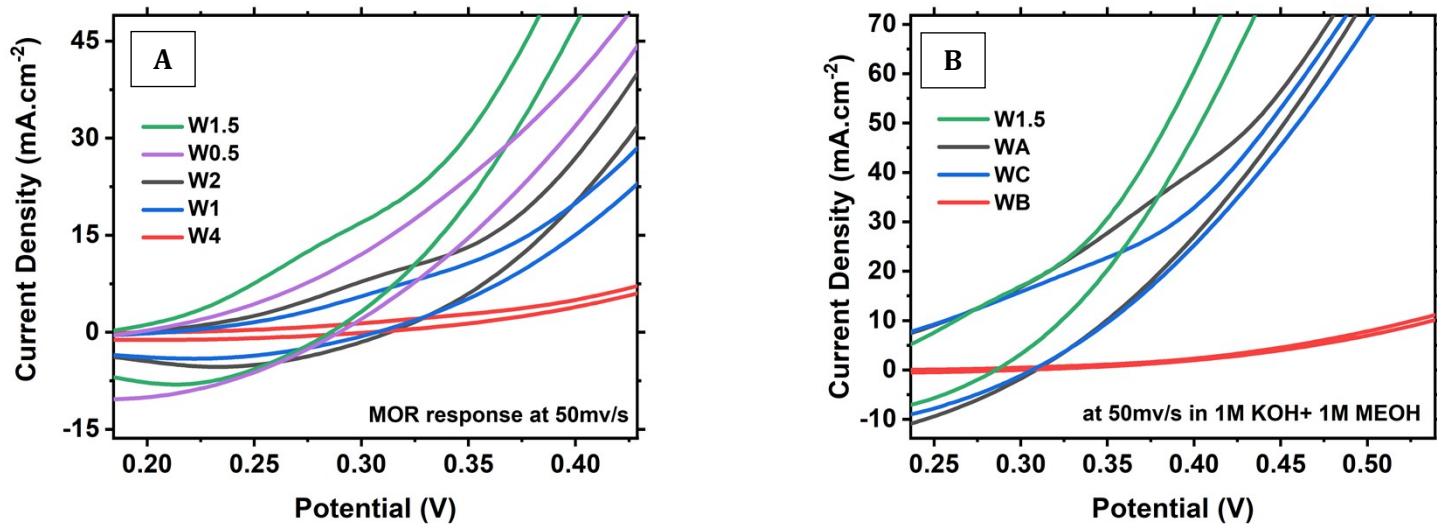 A
Current Density (mA.cm-2)
45
30
15
0
-15
W1.5
W0.5
W2
W1
W4
MOR response at 50mv/s
0.20 0.25 0.30 0.35 0.40
Potential (V)
B
Current Density (mA.cm-2)
70
60
50
40
30
20
10
0
-10
W1.5
WA
WC
WB
at 50mv/s in 1M KOH+ 1M MEOH
0.25 0.30 0.35 0.40 0.45 0.50
Potential (V)